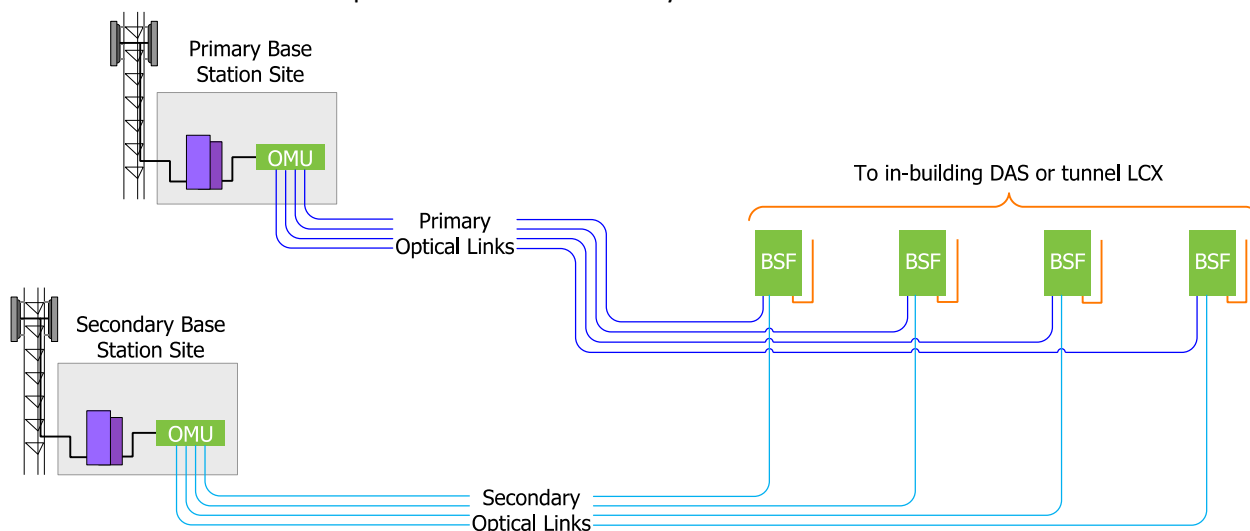 Primary Base
Station Site
OMU
To in-building DAS or tunnel LCX
Primary
Optical Links
BSF
BSF
BSF
BSF
Secondary Base
Station Site
OMU
Secondary
Optical Links